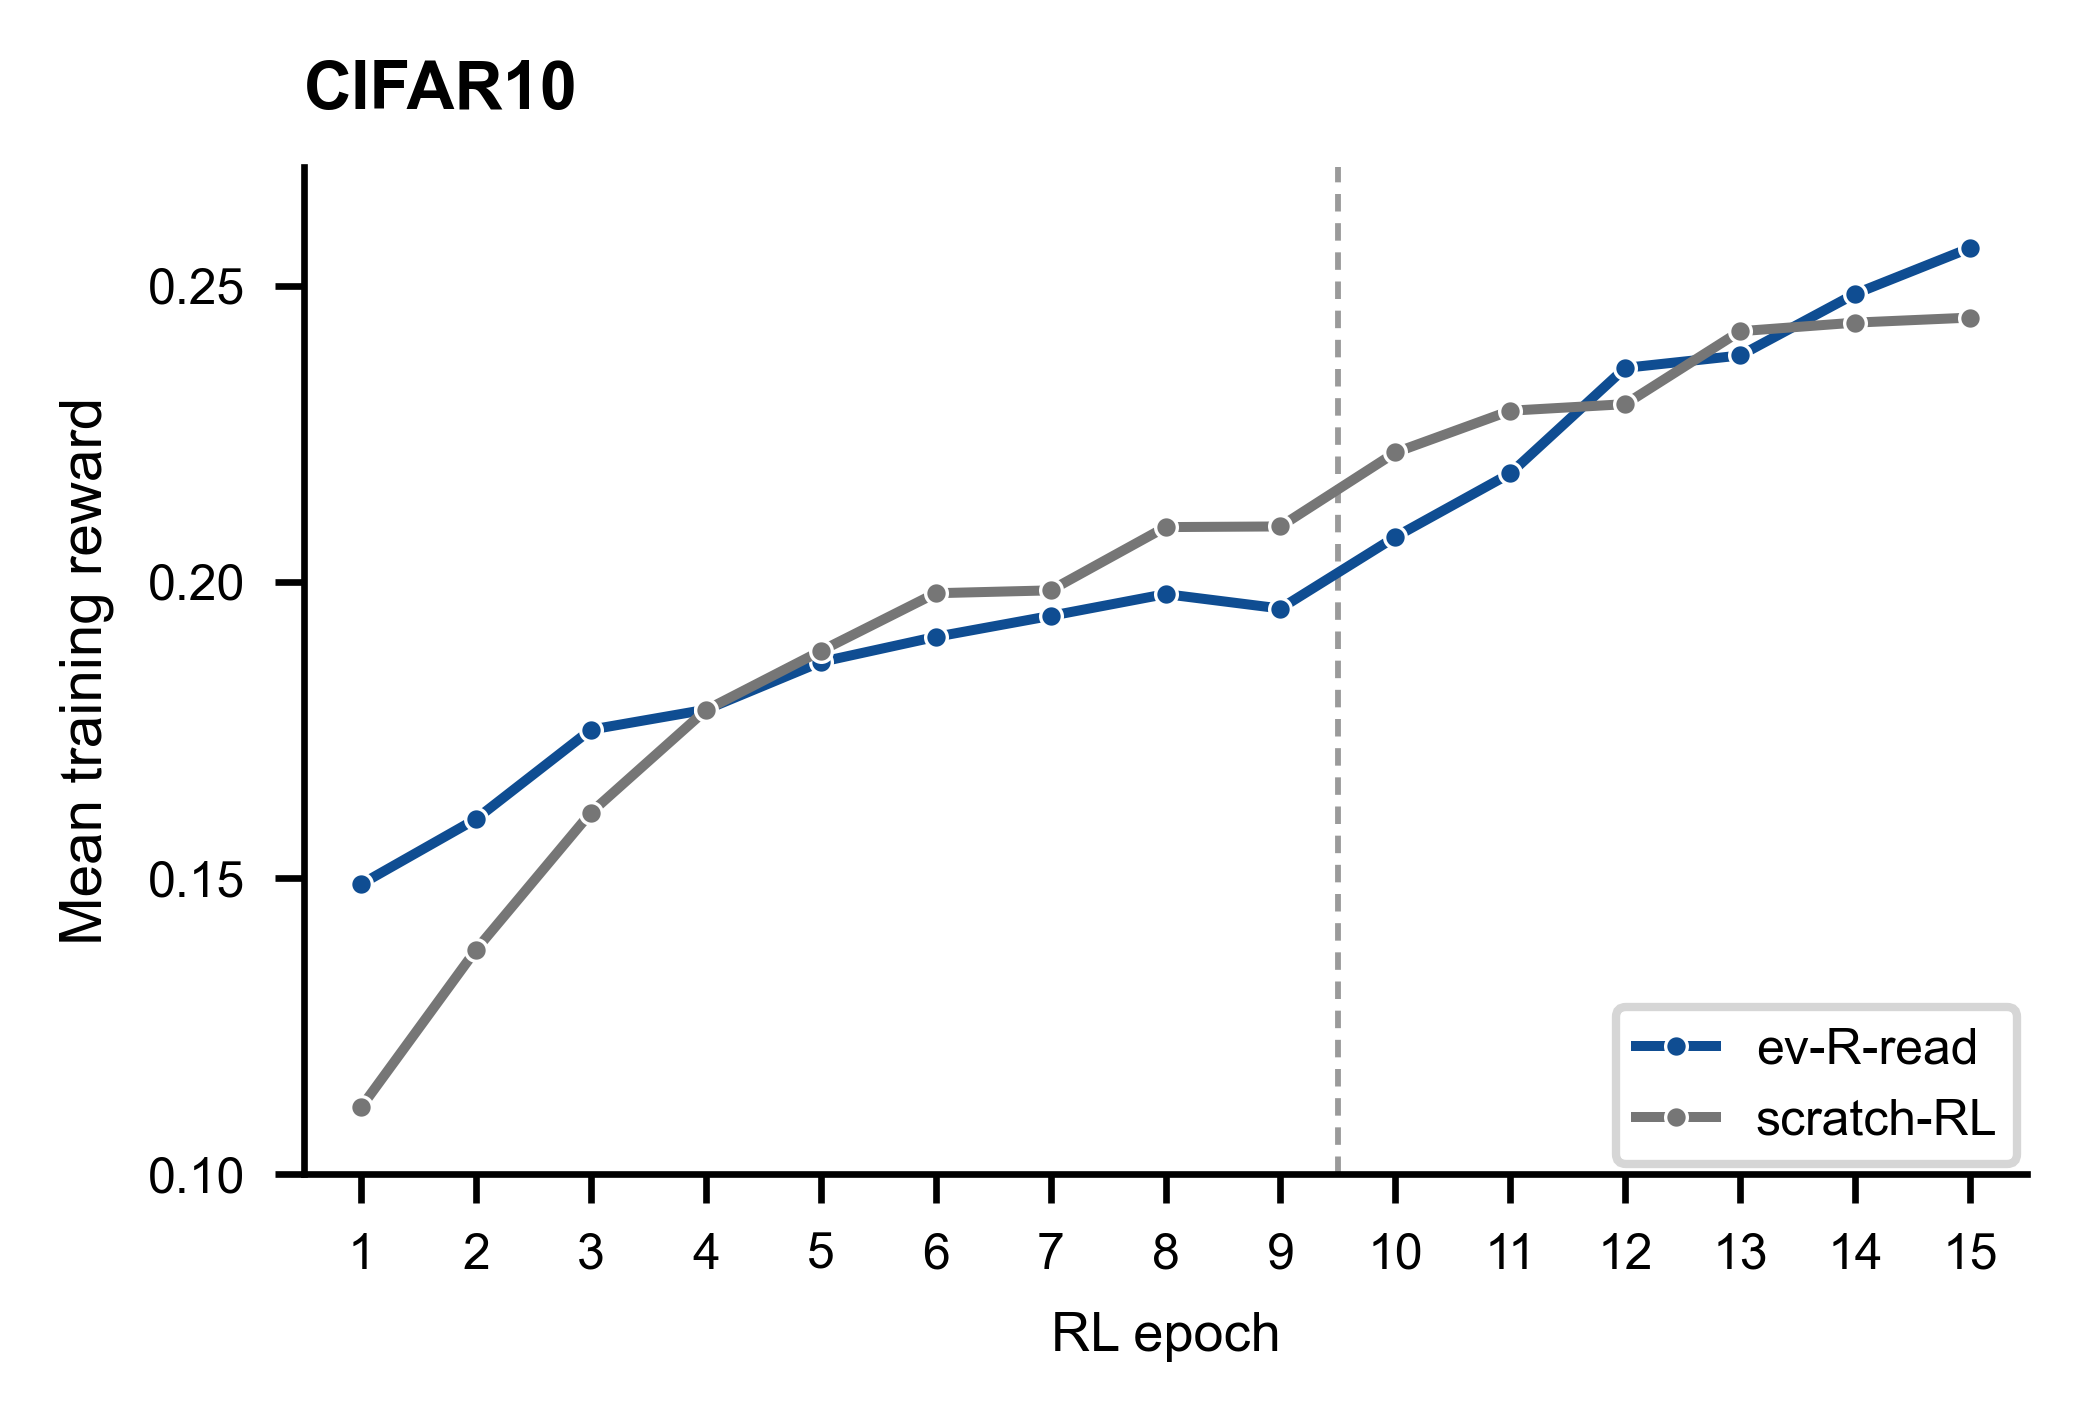 CIFAR10
Mean training reward
0.25
0.20
0.15
0.10
ev-R-read
scratch-RL
1 2 3 4 5 6 7 8 9 10 11 12 13 14 15
RL epoch